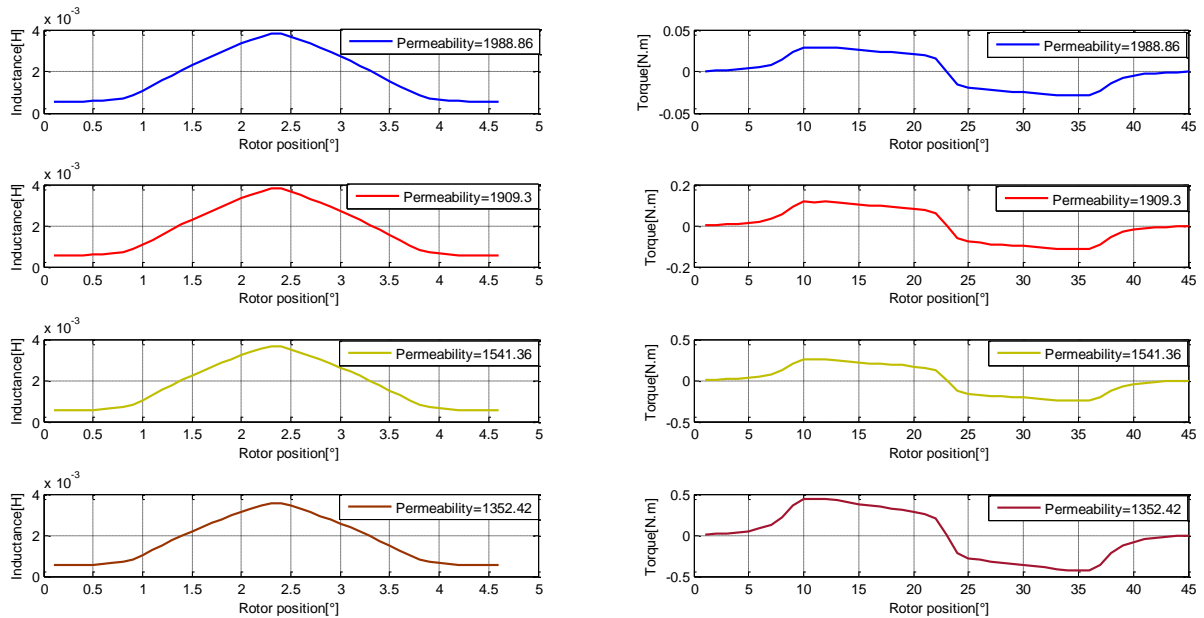 x 10 -3
4
2
0
Inductance[H]
Permeability=1988.86
0 0.5 1 1.5 2 2.5 3 3.5 4 4.5 5
Rotor position[°]
0.05
0
-0.05
Torque[N.m]
Permeability=1988.86
0 5 10 15 20 25 30 35 40 45
Rotor position[°]
x 10 -3
4
2
0
Inductance[H]
Permeability=1909.3
0 0.5 1 1.5 2 2.5 3 3.5 4 4.5 5
Rotor position[°]
0.2
0
-0.2
Torque[N.m]
Permeability=1909.3
0 5 10 15 20 25 30 35 40 45
Rotor position[°]
x 10 -3
4
2
0
Inductance[H]
Permeability=1541.36
0 0.5 1 1.5 2 2.5 3 3.5 4 4.5 5
Rotor position[°]
0.5
0
-0.5
Torque[N.m]
Permeability=1541.36
0 5 10 15 20 25 30 35 40 45
Rotor position[°]
x 10 -3
4
2
0
Inductance[H]
Permeability=1352.42
0 0.5 1 1.5 2 2.5 3 3.5 4 4.5 5
Rotor position[°]
0.5
0
-0.5
Torque[N.m]
Permeability=1352.42
0 5 10 15 20 25 30 35 40 45
Rotor position[°]